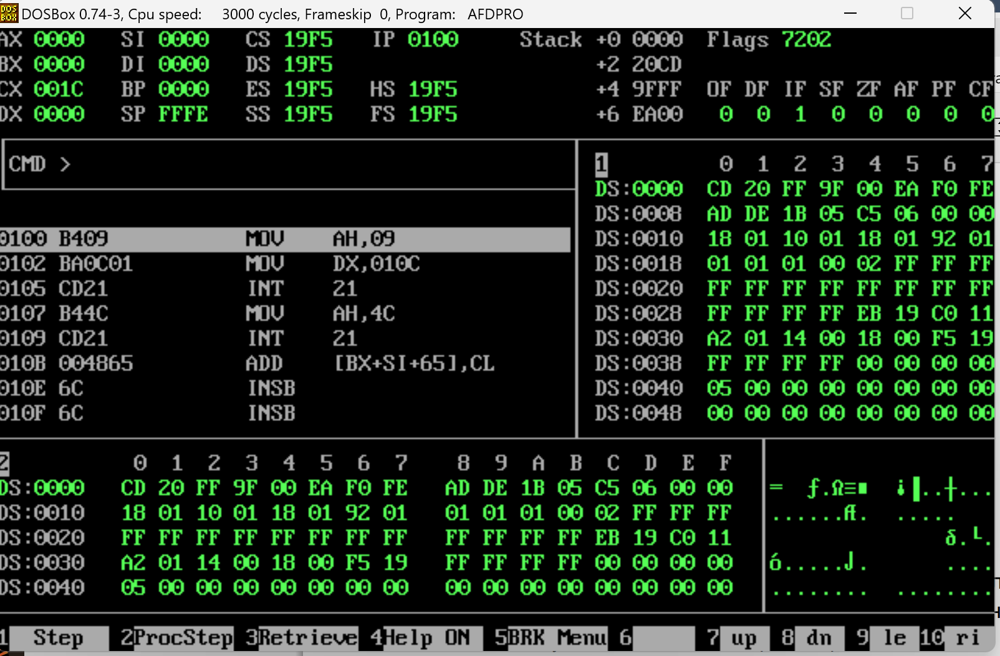 DOS BOX DOSBox 0.74-3, Cpu speed: 3000 cycles, Frameskip 0, Program: AFDPRO
AX 0000 SI 0000 CS 19F5 IP 0100 Stack +0 0000 Flags 7202
BX 0000 DI 0000 DS 19F5 +2 20CD
CX 001C BP 0000 ES 19F5 HS 19F5 +4 9FFF OF DF IF SF ZF AF PF CF
DX 0000 SP FFFE SS 19F5 FS 19F5 +6 EA00 0 0 1 0 0 0 0 0
CMD >
0100 B409 MOV AH,09
0102 BA0C01 MOV DX,010C
0105 CD21 INT 21
0107 B44C MOV AH,4C
0109 CD21 INT 21
010B 004865 ADD [BX+SI+65],CL
010E 6C INSB
010F 6C INSB
1 0 1 2 3 4 5 6 7
DS:0000 CD 20 FF 9F 00 EA F0 FE
DS:0008 AD DE 1B 05 C5 06 00 00
DS:0010 18 01 10 01 18 01 92 01
DS:0018 01 01 01 00 02 FF FF FF
DS:0020 FF FF FF FF FF FF FF FF
DS:0028 FF FF FF FF EB 19 C0 11
DS:0030 A2 01 14 00 18 00 F5 19
DS:0038 FF FF FF FF 00 00 00 00
DS:0040 05 00 00 00 00 00 00 00
DS:0048 00 00 00 00 00 00 00 00
2 0 1 2 3 4 5 6 7 8 9 A B C D E F
DS:0000 CD 20 FF 9F 00 EA F0 FE AD DE 1B 05 C5 06 00 00 = ƒ.Ω≡■ ¡▐..┼...
DS:0010 18 01 10 01 18 01 92 01 01 01 01 00 02 FF FF FF ......Æ. .....
DS:0020 FF FF FF FF FF FF FF FF FF FF FF FF EB 19 C0 11 δ.└.
DS:0030 A2 01 14 00 18 00 F5 19 FF FF FF FF 00 00 00 00 ó.....⌡. ....
DS:0040 05 00 00 00 00 00 00 00 00 00 00 00 00 00 00 00 ........ ........
1 Step 2ProcStep 3Retrieve 4Help ON 5BRK Menu 6 7 up 8 dn 9 le 10 ri